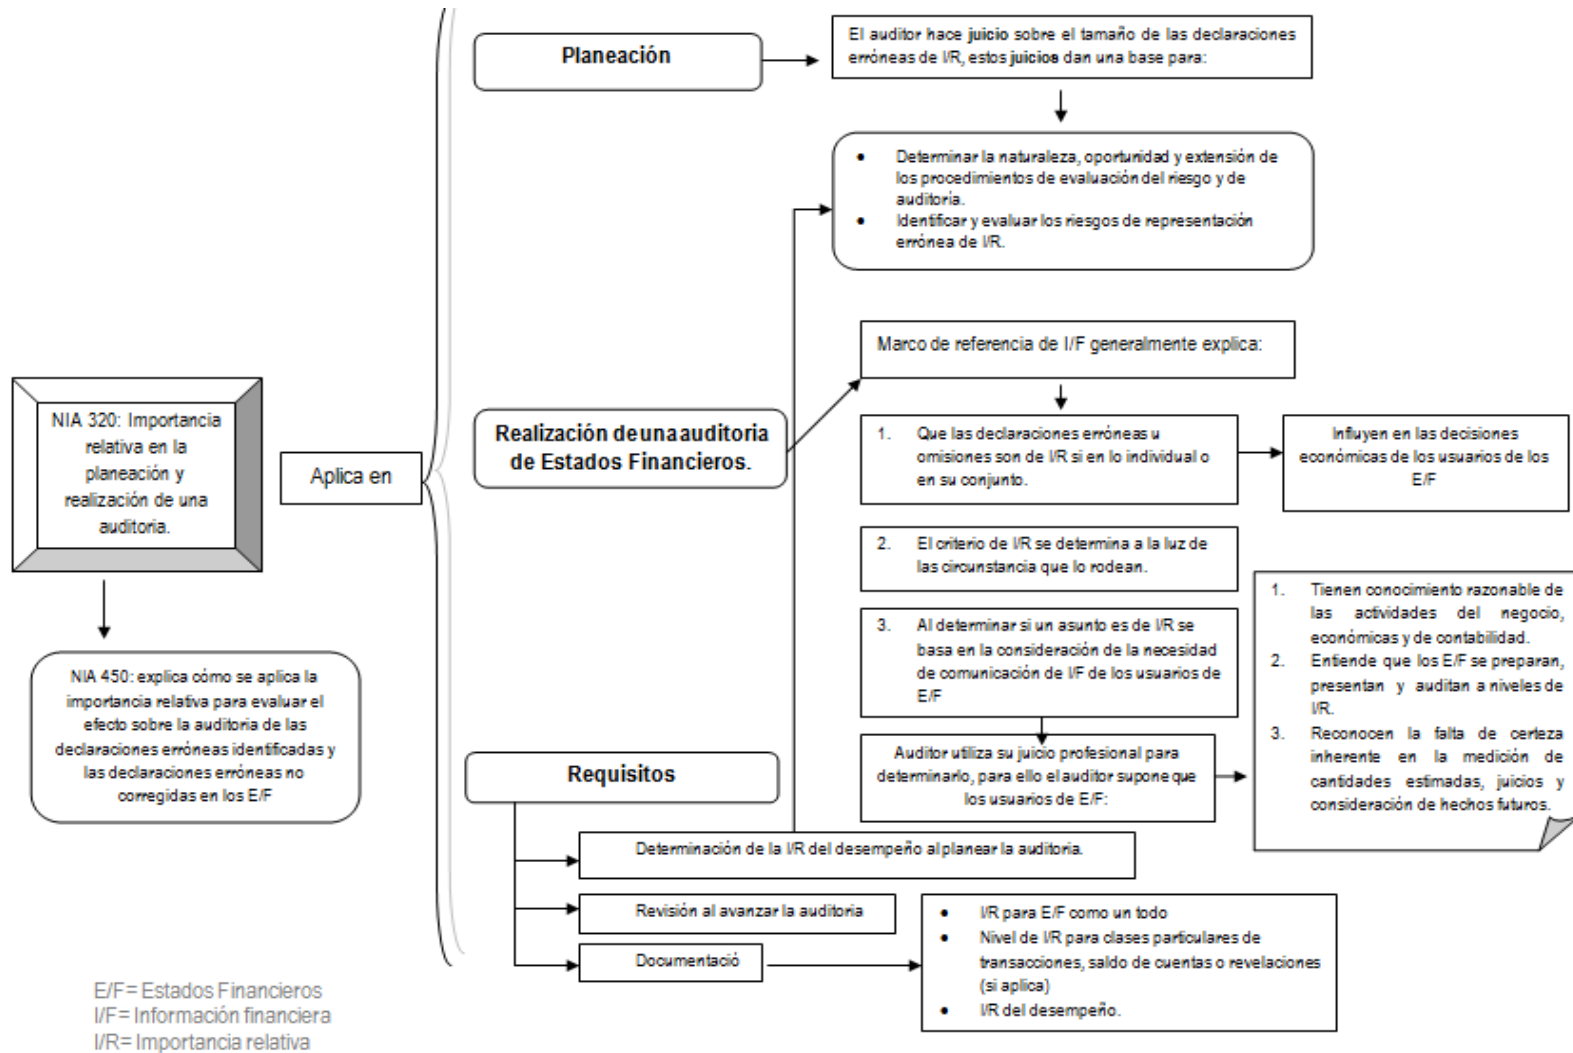 Planeación
El auditor hace juicio sobre el tamaño de las declaraciones
erróneas de I/R, estos juicios dan una base para:
• Determinar la naturaleza, oportunidad y extensión de
los procedimientos de evaluación del riesgo y de
auditoría.
• Identificar y evaluar los riesgos de representación
errónea de I/R.
Marco de referencia de I/F generalmente explica:
NIA 320: Importancia
relativa en la
planeación y
realización de una
auditoria.
Aplica en
Realización de una auditoria
de Estados Financieros.
1. Que las declaraciones erróneas u
omisiones son de I/R si en lo individual o
en su conjunto.
Influyen en las decisiones
económicas de los usuarios de los
E/F
2. El criterio de I/R se determina a la luz de
las circunstancia que lo rodean.
3. Al determinar si un asunto es de I/R se
basa en la consideración de la necesidad
de comunicación de I/F de los usuarios de
E/F
1. Tienen conocimiento razonable de
las actividades del negocio,
económicas y de contabilidad.
2. Entiende que los E/F se preparan,
presentan y auditan a niveles de
I/R.
3. Reconocen la falta de certeza
inherente en la medición de
cantidades estimadas, juicios y
consideración de hechos futuros.
NIA 450: explica cómo se aplica la
importancia relativa para evaluar el
efecto sobre la auditoria de las
declaraciones erróneas identificadas y
las declaraciones erróneas no
corregidas en los E/F
Requisitos
Auditor utiliza su juicio profesional para
determinarlo, para ello el auditor supone que
los usuarios de E/F:
Determinación de la I/R del desempeño al planear la auditoria.
Revisión al avanzar la auditoria
Documentació
• I/R para E/F como un todo
• Nivel de I/R para clases particulares de
transacciones, saldo de cuentas o revelaciones
(si aplica)
• I/R del desempeño.
E/F= Estados Financieros
I/F= Información financiera
I/R= Importancia relativa